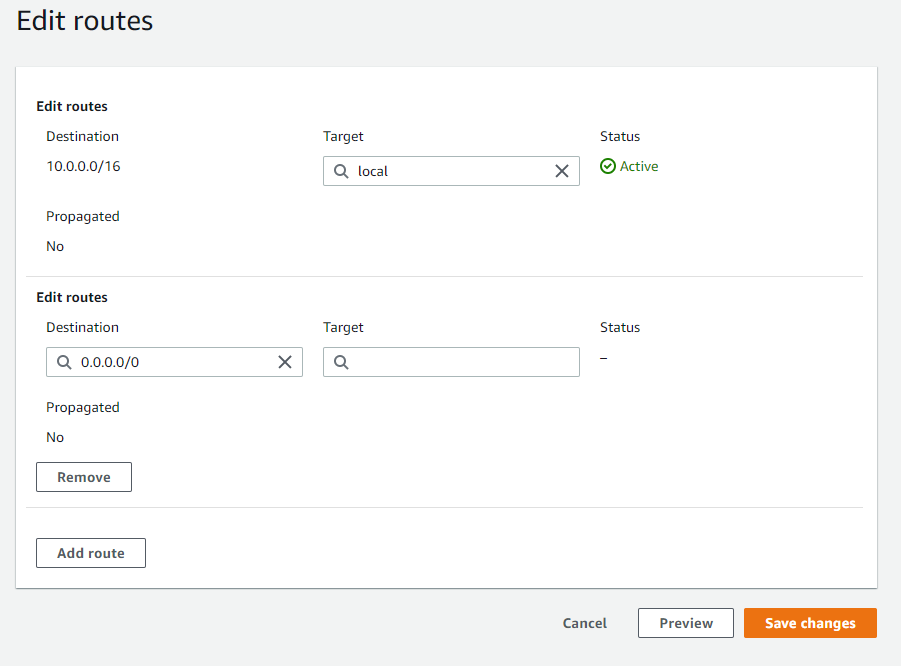 Edit routes
Edit routes
Destination Target Status
10.0.0.0/16 local Active
Propagated
No
Edit routes
Destination Target Status
0.0.0.0/0 –
Propagated
No
Remove
Add route
Cancel Preview Save changes